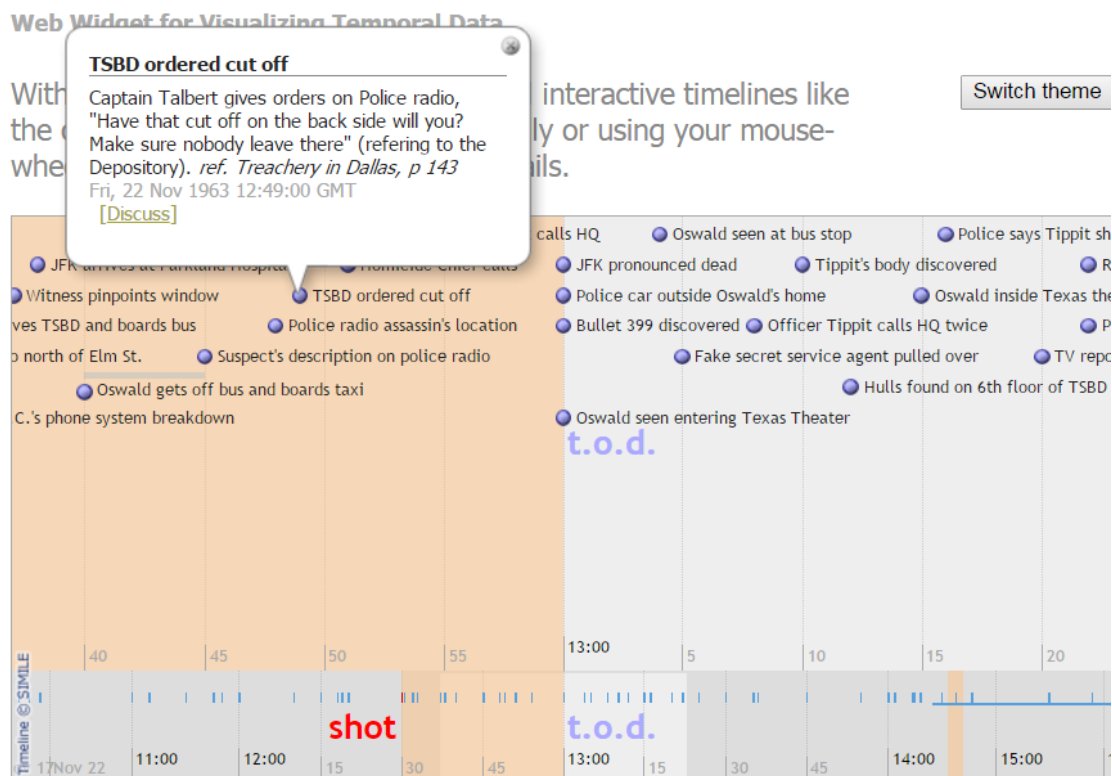 Web Widget for Visualizing Temporal Data
TSBD ordered cut off
Captain Talbert gives orders on Police radio,
"Have that cut off on the back side will you?
Make sure nobody leave there" (refering to the
Depository). ref. Treachery in Dallas, p 143
Fri, 22 Nov 1963 12:49:00 GMT
[Discuss]
With interactive timelines like
the ly or using your mouse-
whe ils.
Switch theme
calls HQ Oswald seen at bus stop Police says Tippit sh
JFK arrives at Parkland Hospital Homicide Chief calls JFK pronounced dead Tippit's body discovered R
Witness pinpoints window TSBD ordered cut off Police car outside Oswald's home Oswald inside Texas the
ves TSBD and boards bus Police radio assassin's location Bullet 399 discovered Officer Tippit calls HQ twice P
o north of Elm St. Suspect's description on police radio Fake secret service agent pulled over TV repo
Oswald gets off bus and boards taxi Hulls found on 6th floor of TSBD
C.'s phone system breakdown Oswald seen entering Texas Theater
t.o.d.
40 45 50 55 13:00 5 10 15 20
Timeline © SIMILE
shot t.o.d.
17Nov 22 11:00 12:00 15 30 45 13:00 15 30 45 14:00 15:00